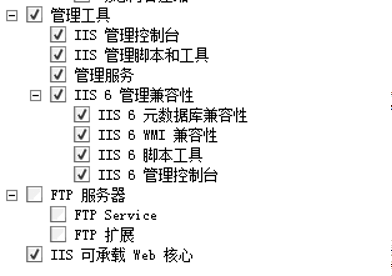 管理工具
IIS 管理控制台
IIS 管理脚本和工具
管理服务
IIS 6 管理兼容性
IIS 6 元数据库兼容性
IIS 6 WMI 兼容性
IIS 6 脚本工具
IIS 6 管理控制台
FTP 服务器
FTP Service
FTP 扩展
IIS 可承载 Web 核心